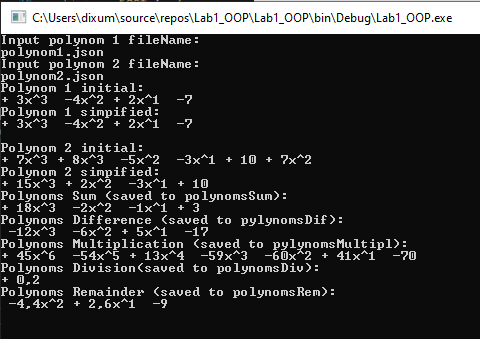 C:\Users\dixum\source\repos\Lab1_OOP\Lab1_OOP\bin\Debug\Lab1_OOP.exe
Input polynom 1 fileName:
polynom1.json
Input polynom 2 fileName:
polynom2.json
Polynom 1 initial:
+ 3x^3  -4x^2 + 2x^1  -7
Polynom 1 simpified:
+ 3x^3  -4x^2 + 2x^1  -7
Polynom 2 initial:
+ 7x^3 + 8x^3  -5x^2  -3x^1 + 10 + 7x^2
Polynom 2 simpified:
+ 15x^3 + 2x^2  -3x^1 + 10
Polynoms Sum (saved to polynomsSum):
+ 18x^3  -2x^2  -1x^1 + 3
Polynoms Difference (saved to pylynomsDif):
 -12x^3  -6x^2 + 5x^1  -17
Polynoms Multiplication (saved to pylynomsMultipl):
+ 45x^6  -54x^5 + 13x^4  -59x^3  -60x^2 + 41x^1  -70
Polynoms Division(saved to polynomsDiv):
+ 0,2
Polynoms Remainder (saved to polynomsRem):
 -4,4x^2 + 2,6x^1  -9